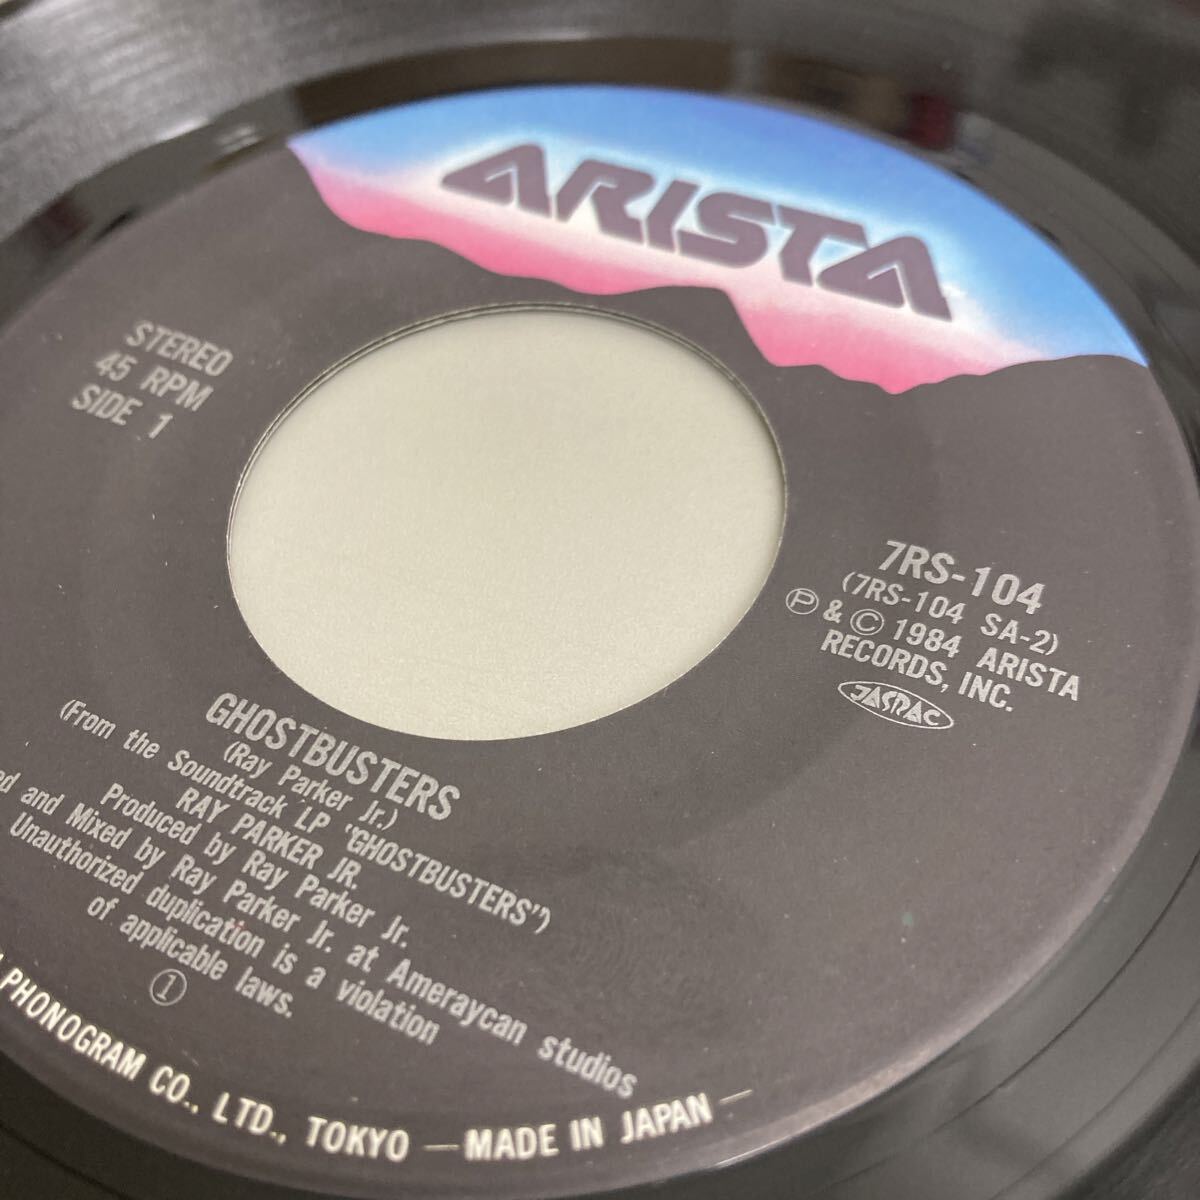 ARISTA
STEREO
45 RPM
SIDE 1
7RS-104
(7RS-104 SA-2)
Ⓟ & © 1984 ARISTA
RECORDS, INC.
JASRAC
GHOSTBUSTERS
(Ray Parker Jr.)
(From the Soundtrack LP "GHOSTBUSTERS")
RAY PARKER JR.
Produced by Ray Parker Jr.
and Mixed by Ray Parker Jr. at Ameraycan studios
Unauthorized duplication is a violation
of applicable laws.
①
PHONOGRAM CO., LTD., TOKYO — MADE IN JAPAN —